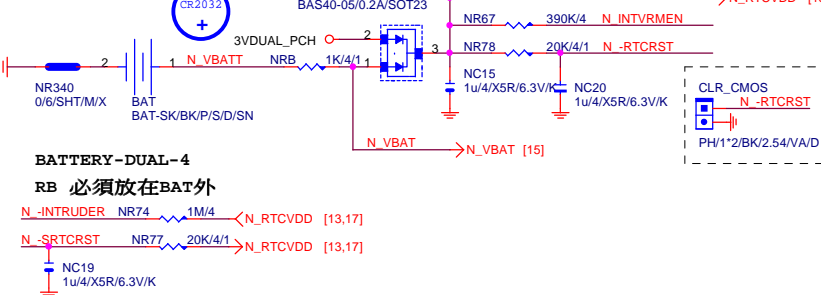 CR2032
+
BAS40-05/0.2A/SOT23
NR67 390K/4 N_INTVRMEN
3VDUAL_PCH 2
3
NR78 20K/4/1 N_-RTCRST
2 1 N_VBATT NRB 1K/4/1 1
NR340
0/6/SHT/M/X
BAT
BAT-SK/BK/P/S/D/SN
NC15
1u/4/X5R/6.3V/K
NC20
1u/4/X5R/6.3V/K
CLR_CMOS
N_-RTCRST
PH/1*2/BK/2.54/VA/D
N_VBAT N_VBAT [15]
BATTERY-DUAL-4
RB 必須放在BAT外
N_-INTRUDER NR74 1M/4 N_RTCVDD [13,17]
N_-SRTCRST NR77 20K/4/1 N_RTCVDD [13,17]
NC19
1u/4/X5R/6.3V/K